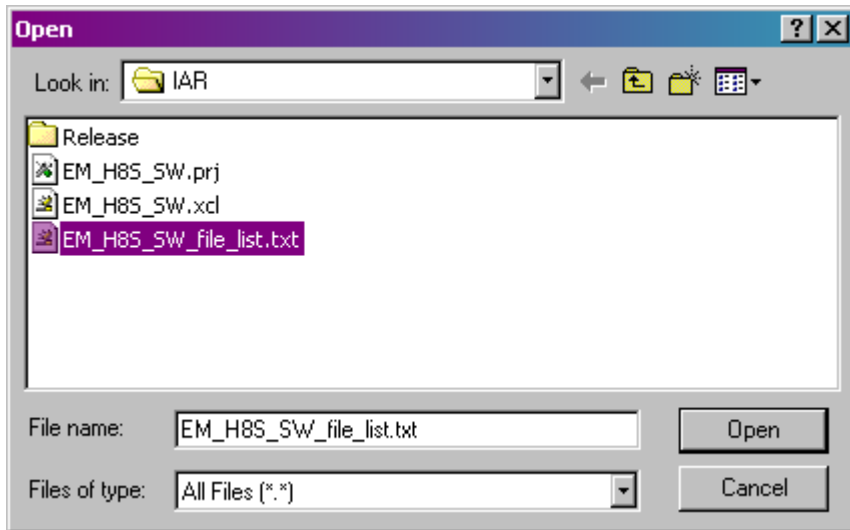 Open
Look in: IAR
Release
EM_H8S_SW.prj
EM_H8S_SW.xcl
EM_H8S_SW_file_list.txt
File name: EM_H8S_SW_file_list.txt Open
Files of type: All Files (*.*) Cancel